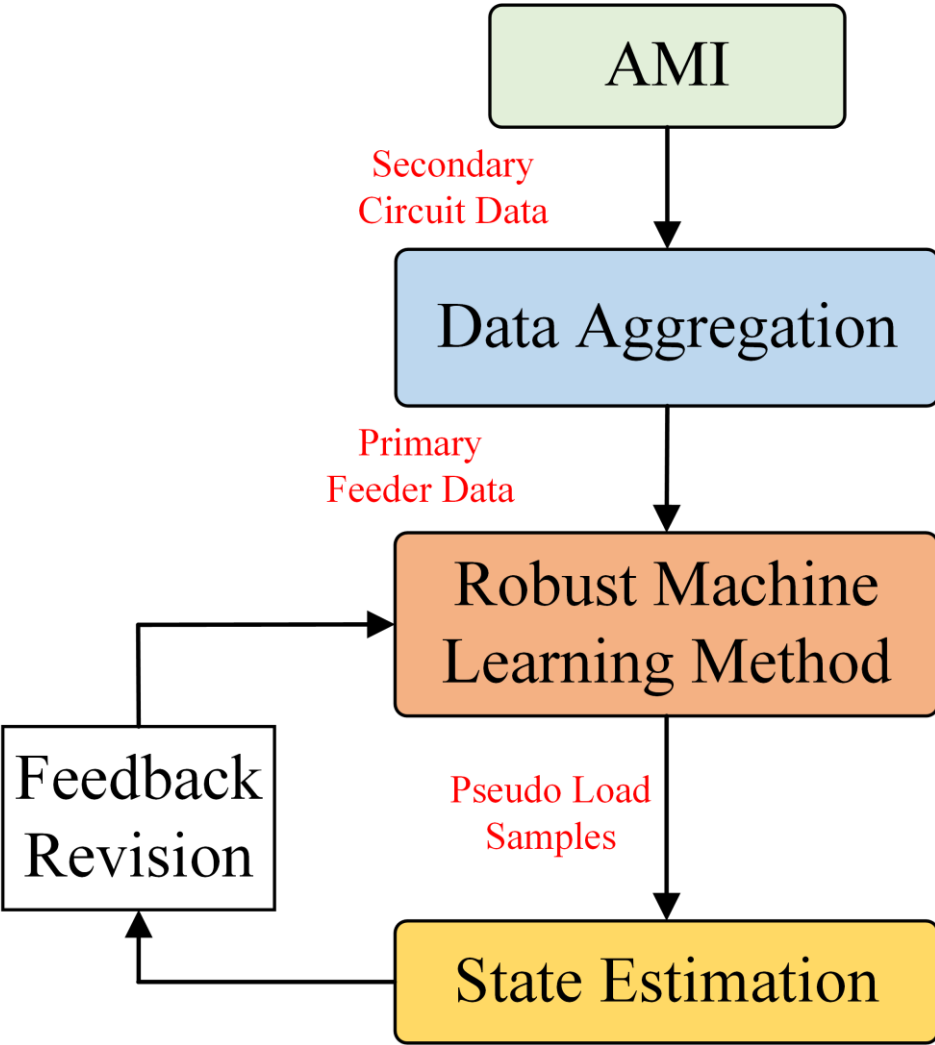 AMI
Secondary
Circuit Data
Data Aggregation
Primary
Feeder Data
Robust Machine
Learning Method
Feedback
Revision
Pseudo Load
Samples
State Estimation